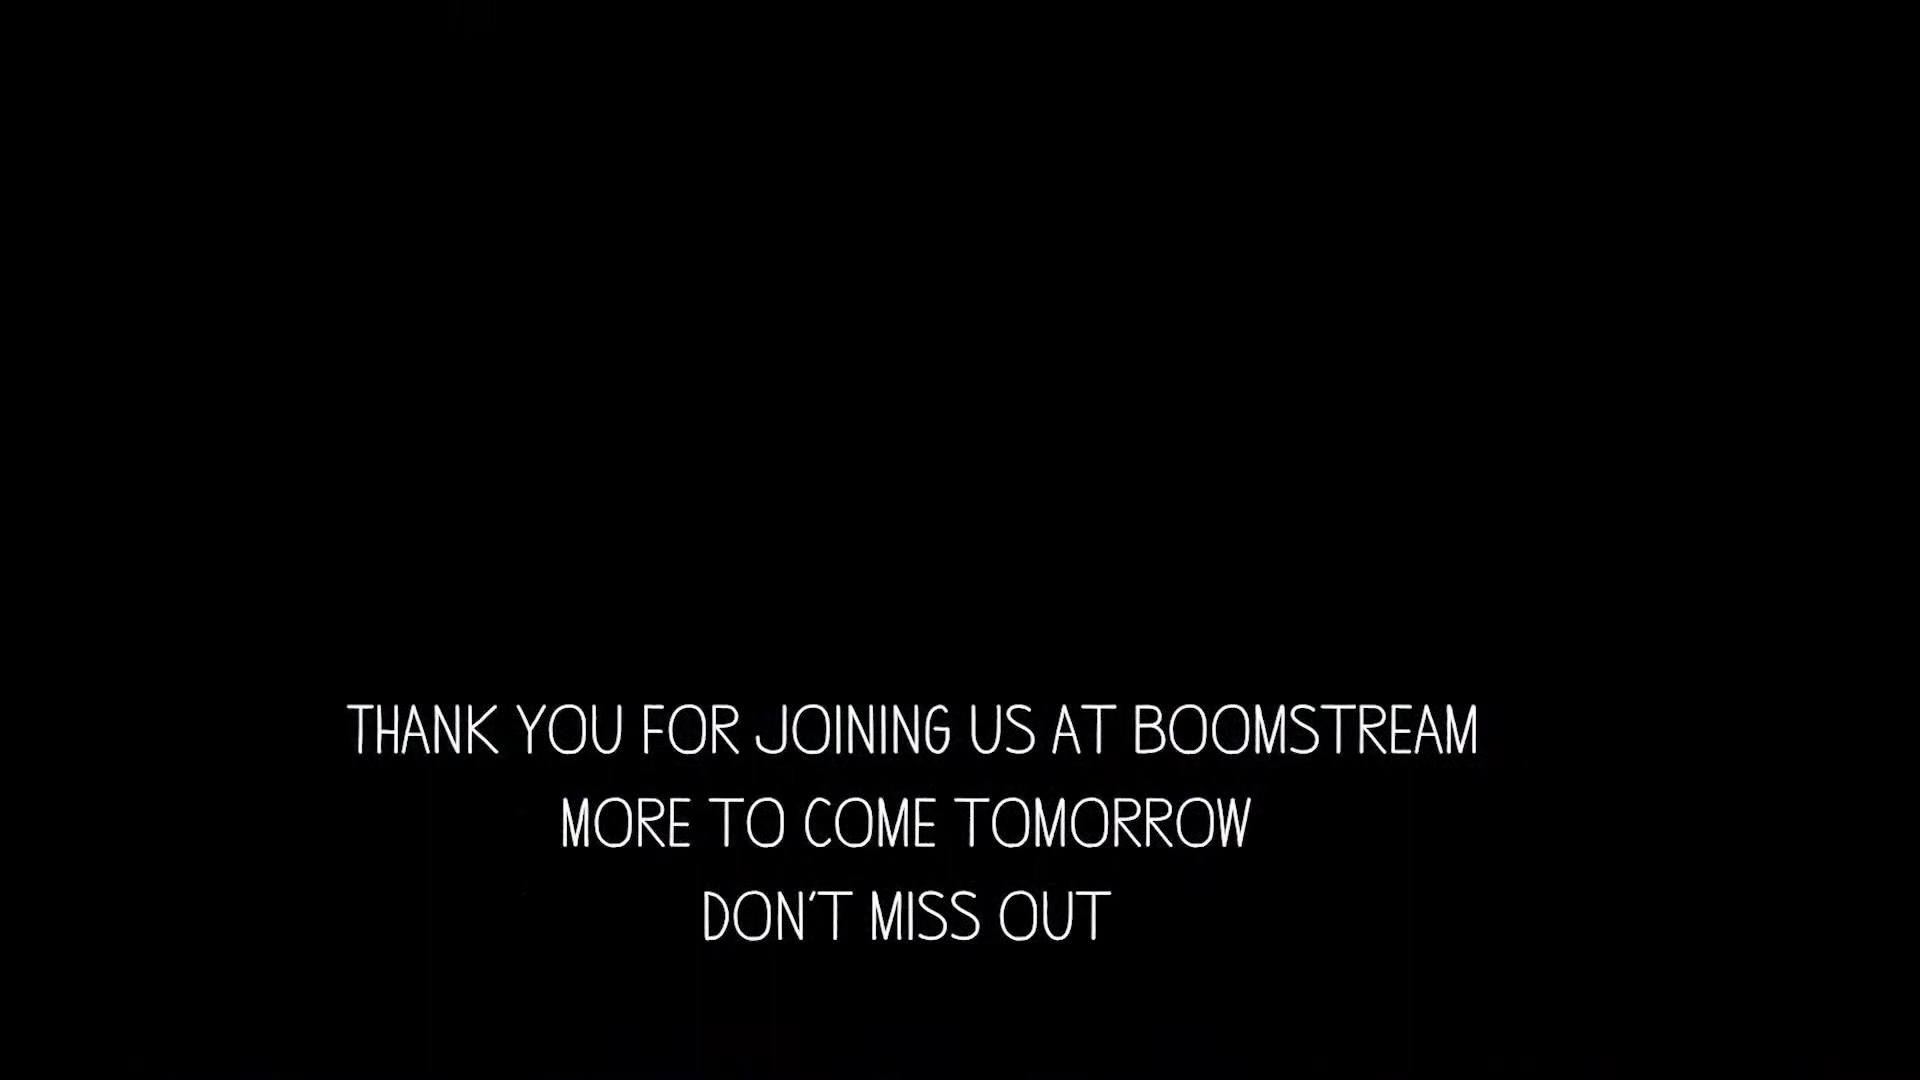 THANK YOU FOR JOINING US AT BOOMSTREAM
MORE TO COME TOMORROW
DON'T MISS OUT